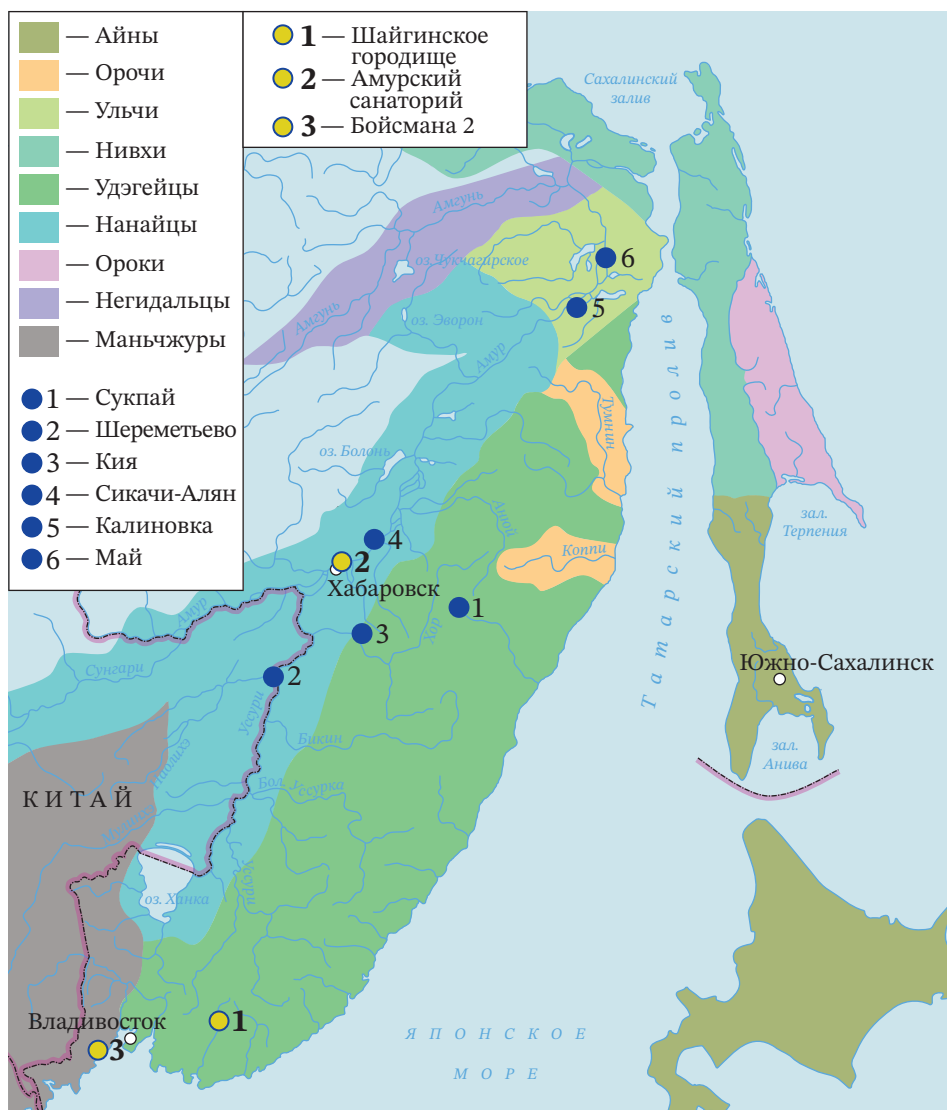 — Айны
— Орочи
— Ульчи
— Нивхи
— Удэгейцы
— Нанайцы
— Ороки
— Негидальцы
— Маньчжуры
1 — Сукпай
2 — Шереметьево
3 — Кия
4 — Сикачи-Алян
5 — Калиновка
6 — Май
1 — Шайгинское
городище
2 — Амурский
санаторий
3 — Бойсмана 2
Сахалинский
залив
Амгунь
оз. Чукчагирское
6
Амгунь
оз. Эворон
5
Амур
Татарский пролив
Тумнин
оз. Болонь
Анюй
зал.
Терпения
4
2
Хабаровск
Коппи
Амур
1
3
Хор
Сунгари
2
Южно-Сахалинск
Уссури
Бикин
зал.
Анива
КИТАЙ
Бол.
ссурка
Уссури
оз. Ханка
Владивосток
1
3
ЯПОНСКОЕ
МОРЕ